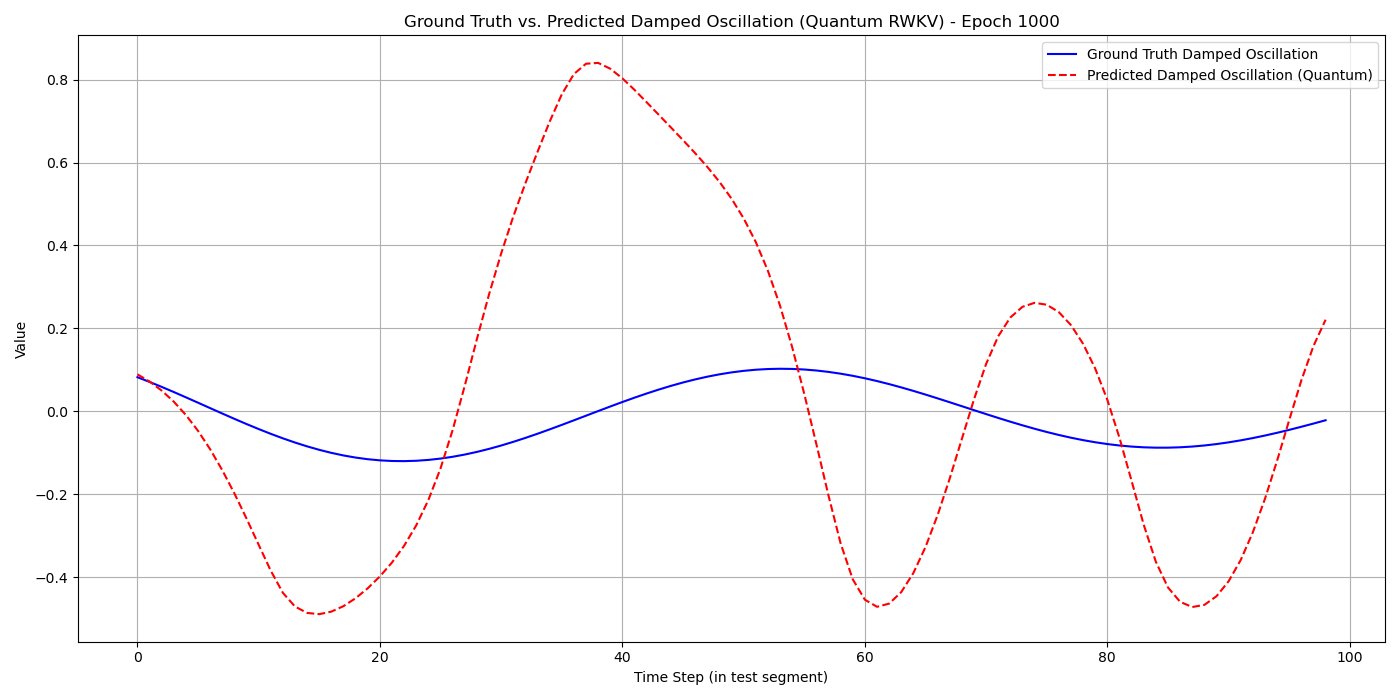 Ground Truth vs. Predicted Damped Oscillation (Quantum RWKV) - Epoch 1000
Ground Truth Damped Oscillation
Predicted Damped Oscillation (Quantum)
Value
0.8
0.6
0.4
0.2
0.0
−0.2
−0.4
0 20 40 60 80 100
Time Step (in test segment)